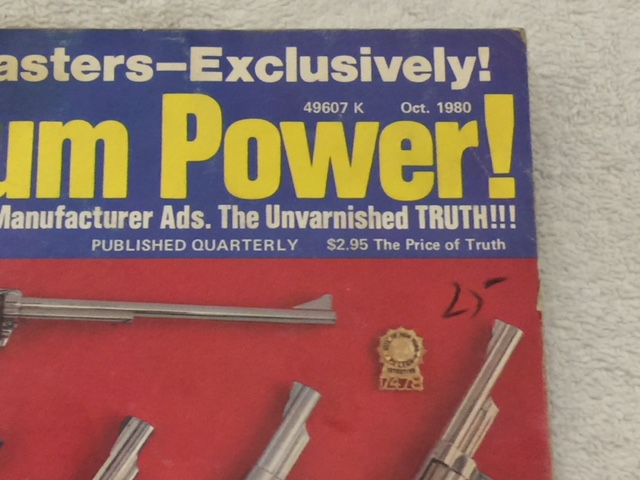 asters—Exclusively!
49607 K Oct. 1980
um Power!
Manufacturer Ads. The Unvarnished TRUTH!!!
PUBLISHED QUARTERLY $2.95 The Price of Truth
25